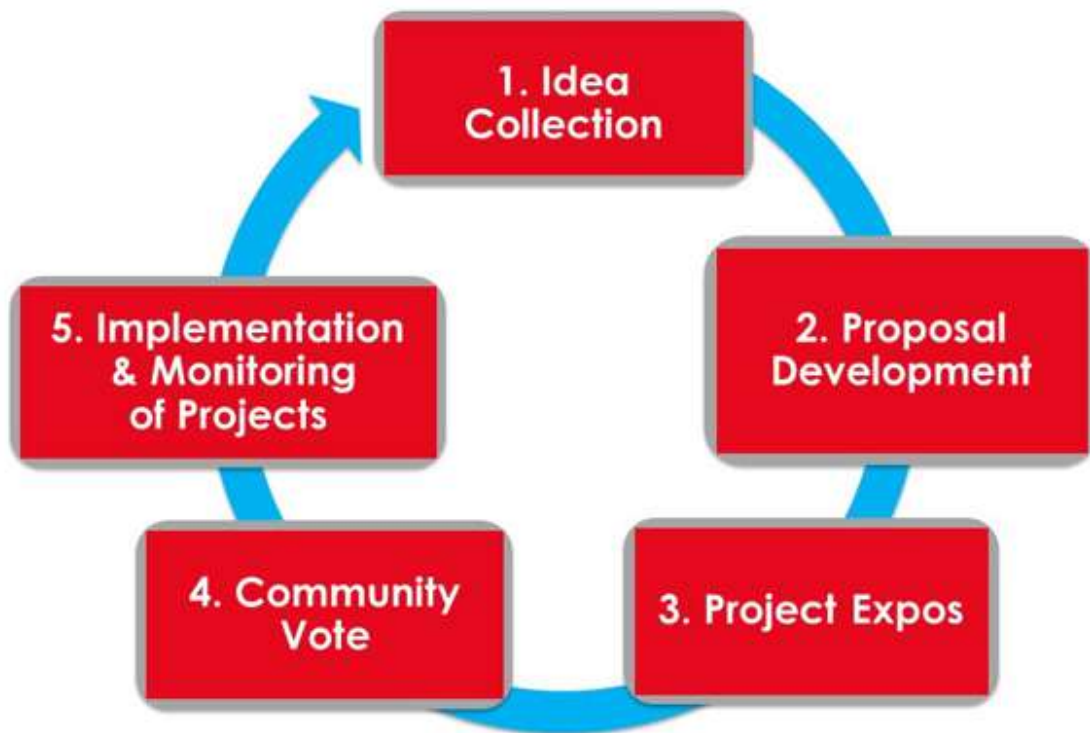 1. Idea
Collection
2. Proposal
Development
3. Project Expos
4. Community
Vote
5. Implementation
& Monitoring
of Projects